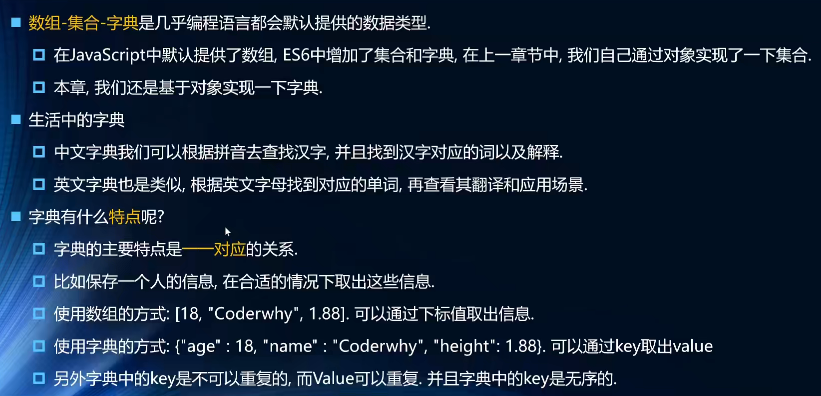 数组-集合-字典是几乎编程语言都会默认提供的数据类型.
在JavaScript中默认提供了数组, ES6中增加了集合和字典, 在上一章节中, 我们自己通过对象实现了一下集合.
本章, 我们还是基于对象实现一下字典.
生活中的字典
中文字典我们可以根据拼音去查找汉字, 并且找到汉字对应的词以及解释.
英文字典也是类似, 根据英文字母找到对应的单词, 再查看其翻译和应用场景.
字典有什么特点呢?
字典的主要特点是一一对应的关系.
比如保存一个人的信息, 在合适的情况下取出这些信息.
使用数组的方式: [18, "Coderwhy", 1.88]. 可以通过下标值取出信息.
使用字典的方式: {"age" : 18, "name" : "Coderwhy", "height": 1.88}. 可以通过key取出value
另外字典中的key是不可以重复的, 而Value可以重复. 并且字典中的key是无序的.